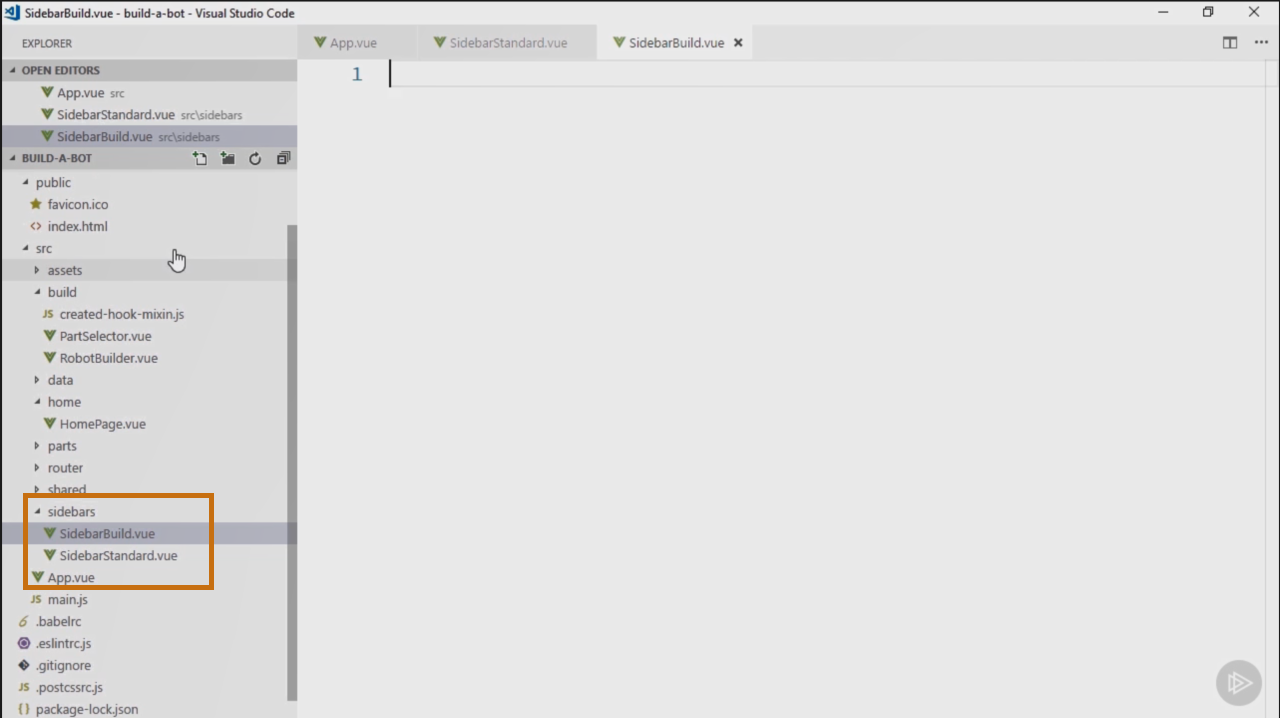 SidebarBuild.vue - build-a-bot - Visual Studio Code
EXPLORER
App.vue
SidebarStandard.vue
SidebarBuild.vue
OPEN EDITORS
1
App.vue src
SidebarStandard.vue src\sidebars
SidebarBuild.vue src\sidebars
BUILD-A-BOT
public
favicon.ico
index.html
src
assets
build
JS created-hook-mixin.js
PartSelector.vue
RobotBuilder.vue
data
home
HomePage.vue
parts
router
shared
sidebars
SidebarBuild.vue
SidebarStandard.vue
App.vue
JS main.js
.babelrc
.eslintrc.js
.gitignore
JS .postcssrc.js
{} package-lock.json